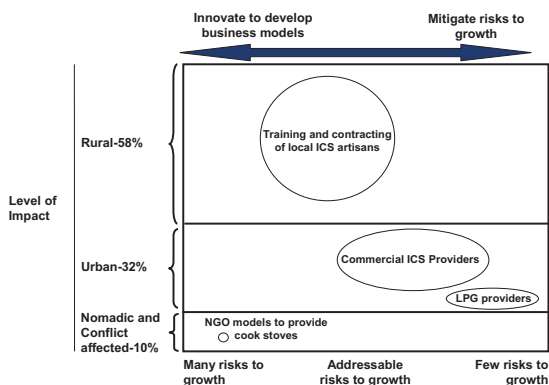 Innovate to develop
business models
Mitigate risks to
growth
Level of
Impact
Rural-58%
Training and contracting
of local ICS artisans
Urban-32%
Commercial ICS Providers
LPG providers
Nomadic and
Conflict
affected-10%
NGO models to provide
cook stoves
Many risks to
growth
Addressable
risks to growth
Few risks to
growth